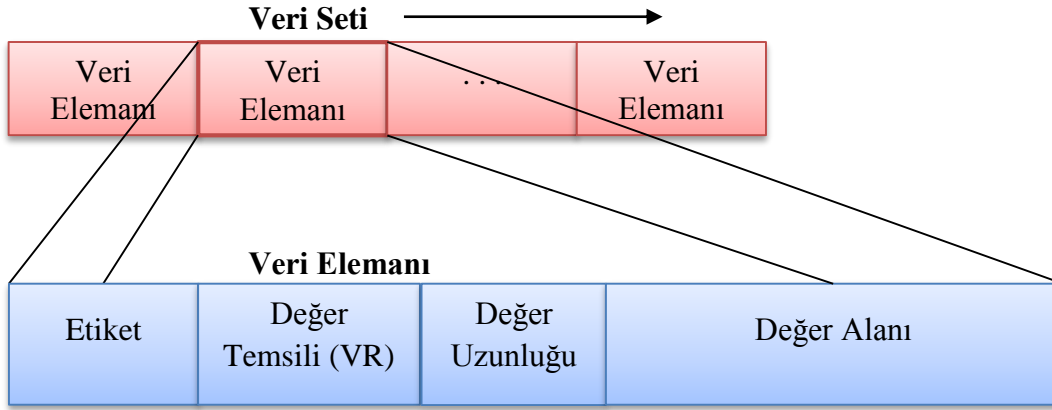 Veri Seti
Veri
Elemanı
Veri
Elemanı
. . .
Veri
Elemanı
Veri Elemanı
Etiket
Değer
Temsili (VR)
Değer
Uzunluğu
Değer Alanı